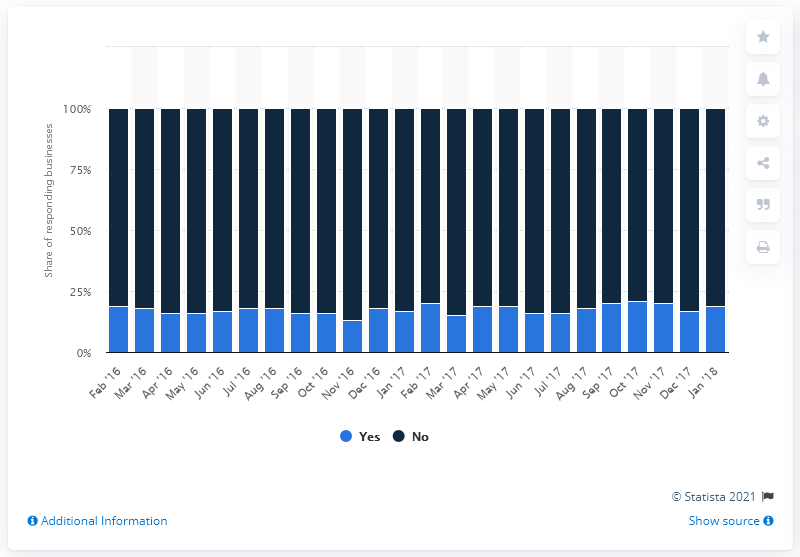 Share of responding businesses
100%
75%
50%
25%
0%
Feb '16
Mar '16
Apr '16
May '16
Jun '16
Jul '16
Aug '16
Sep '16
Oct '16
Nov '16
Dec '16
Jan '17
Feb '17
Mar '17
Apr '17
May '17
Jun '17
Jul '17
Aug '17
Sep '17
Oct '17
Nov '17
Dec '17
Jan '18
Yes No
© Statista 2021
Additional Information
Show source